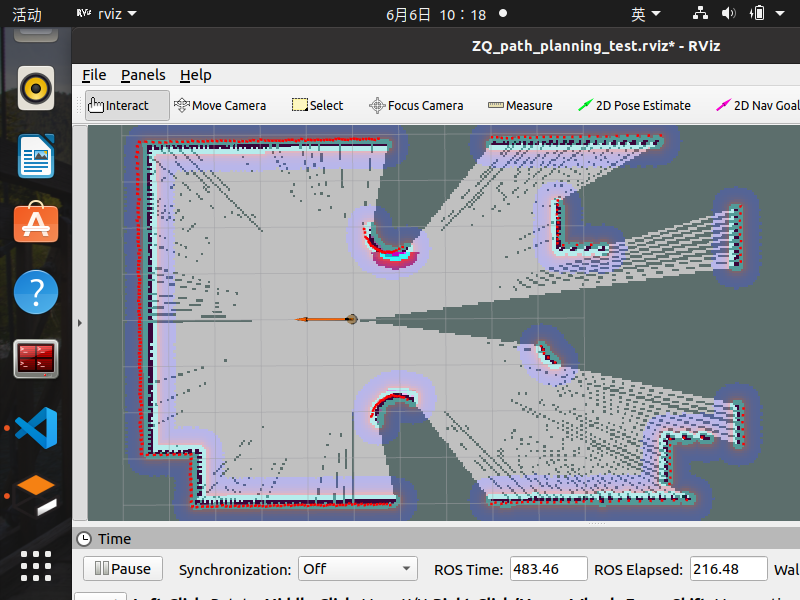 活动
rviz
6月6日 10：18
英
ZQ_path_planning_test.rviz* - RViz
File Panels Help
Interact Move Camera Select Focus Camera Measure 2D Pose Estimate 2D Nav Goal
Time
Pause Synchronization: Off ROS Time: 483.46 ROS Elapsed: 216.48 Wal